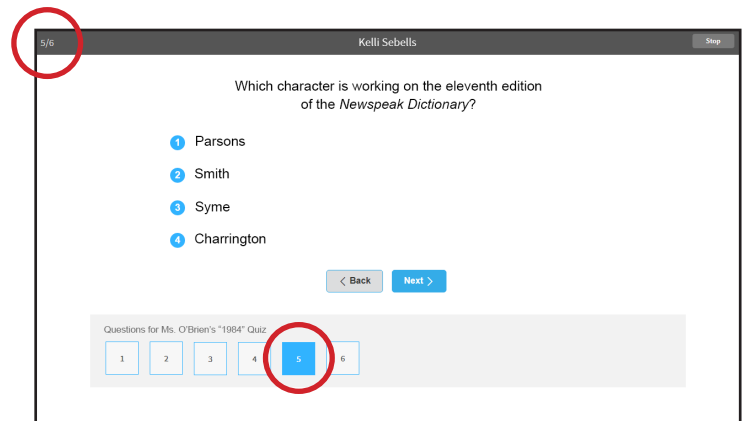 5/6
Kelli Sebells
Stop
Which character is working on the eleventh edition
of the Newspeak Dictionary?
1 Parsons
2 Smith
3 Syme
4 Charrington
< Back
Next >
Questions for Ms. O'Brien's "1984" Quiz
1 2 3 4 5 6